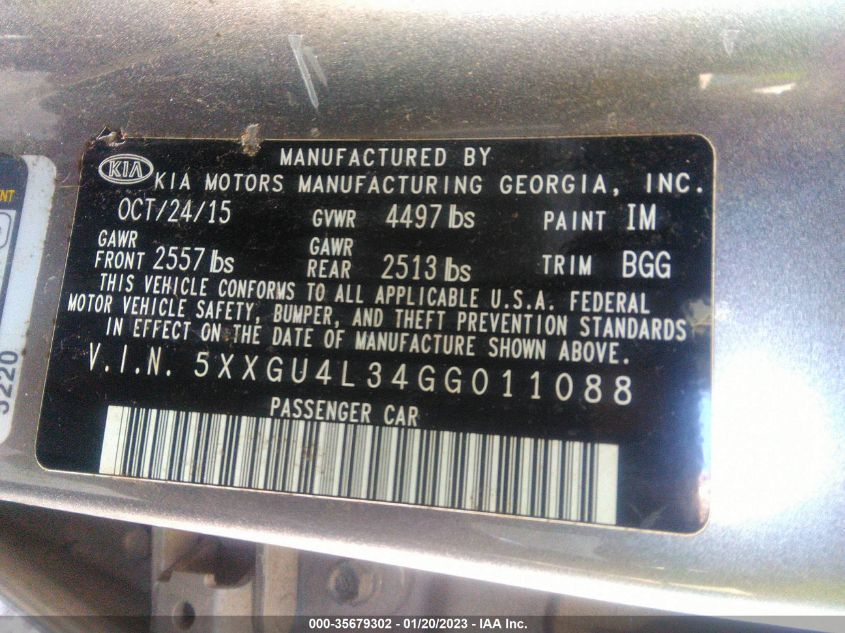 MANUFACTURED BY
KIA KIA MOTORS MANUFACTURING GEORGIA, INC.
OCT/24/15 GVWR 4497 lbs PAINT IM
GAWR FRONT 2557 lbs GAWR REAR 2513 lbs TRIM BGG
THIS VEHICLE CONFORMS TO ALL APPLICABLE U.S.A. FEDERAL
MOTOR VEHICLE SAFETY, BUMPER, AND THEFT PREVENTION STANDARDS
IN EFFECT ON THE DATE OF MANUFACTURE SHOWN ABOVE.
V.I.N. 5XXGU4L34GG011088
PASSENGER CAR
000-35679302 - 01/20/2023 - IAA Inc.